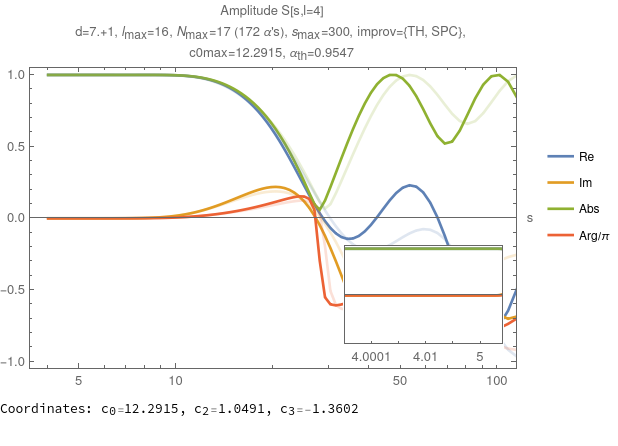 Amplitude S[s,l=4]
d=7.+1, lmax=16, Nmax=17 (172 α's), smax=300, improv={TH, SPC},
c0max=12.2915, αth=0.9547
1.0
0.5
0.0
−0.5
−1.0
s
Re
Im
Abs
Arg/π
4.0001 4.01 5
5 10 50 100
Coordinates: c0=12.2915, c2=1.0491, c3=−1.3602